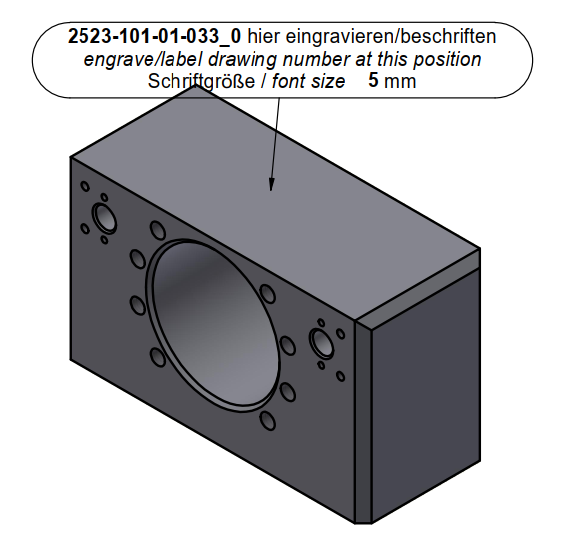 2523-101-01-033_0 hier eingravieren/beschriften
engrave/label drawing number at this position
Schriftgröße / font size 5 mm